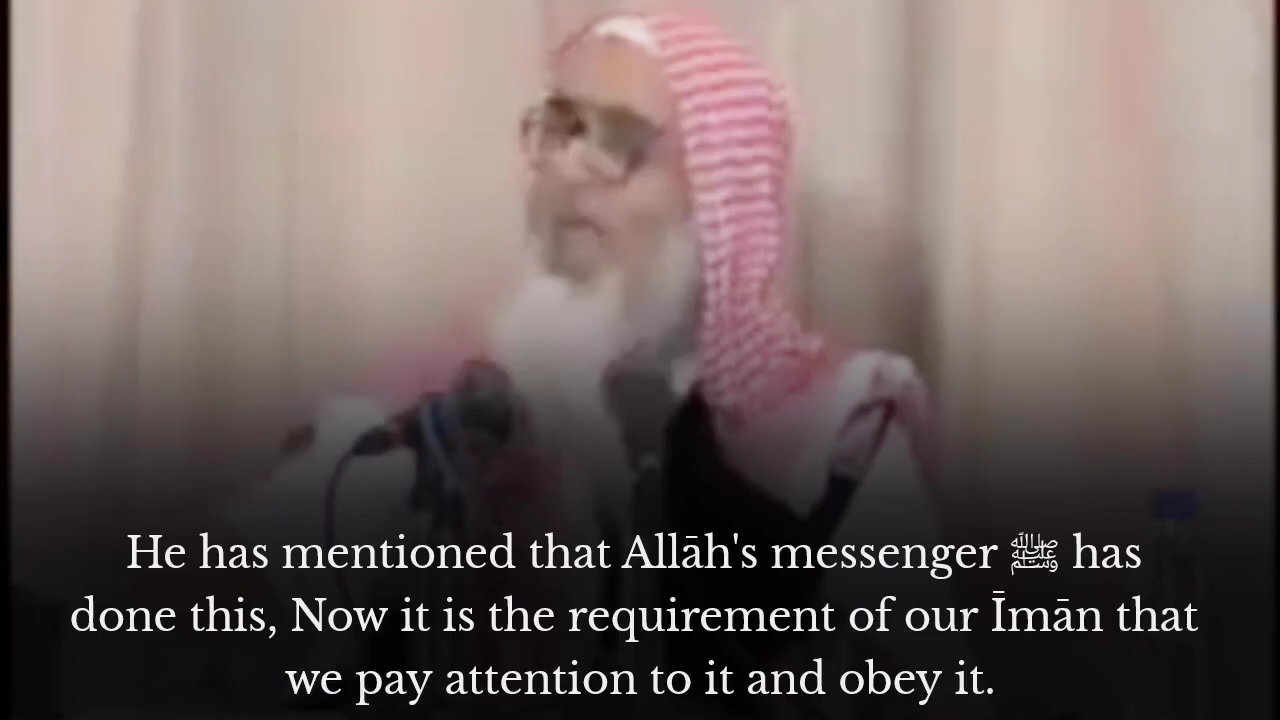 He has mentioned that Allāh's messenger ﷺ has
done this, Now it is the requirement of our Īmān that
we pay attention to it and obey it.